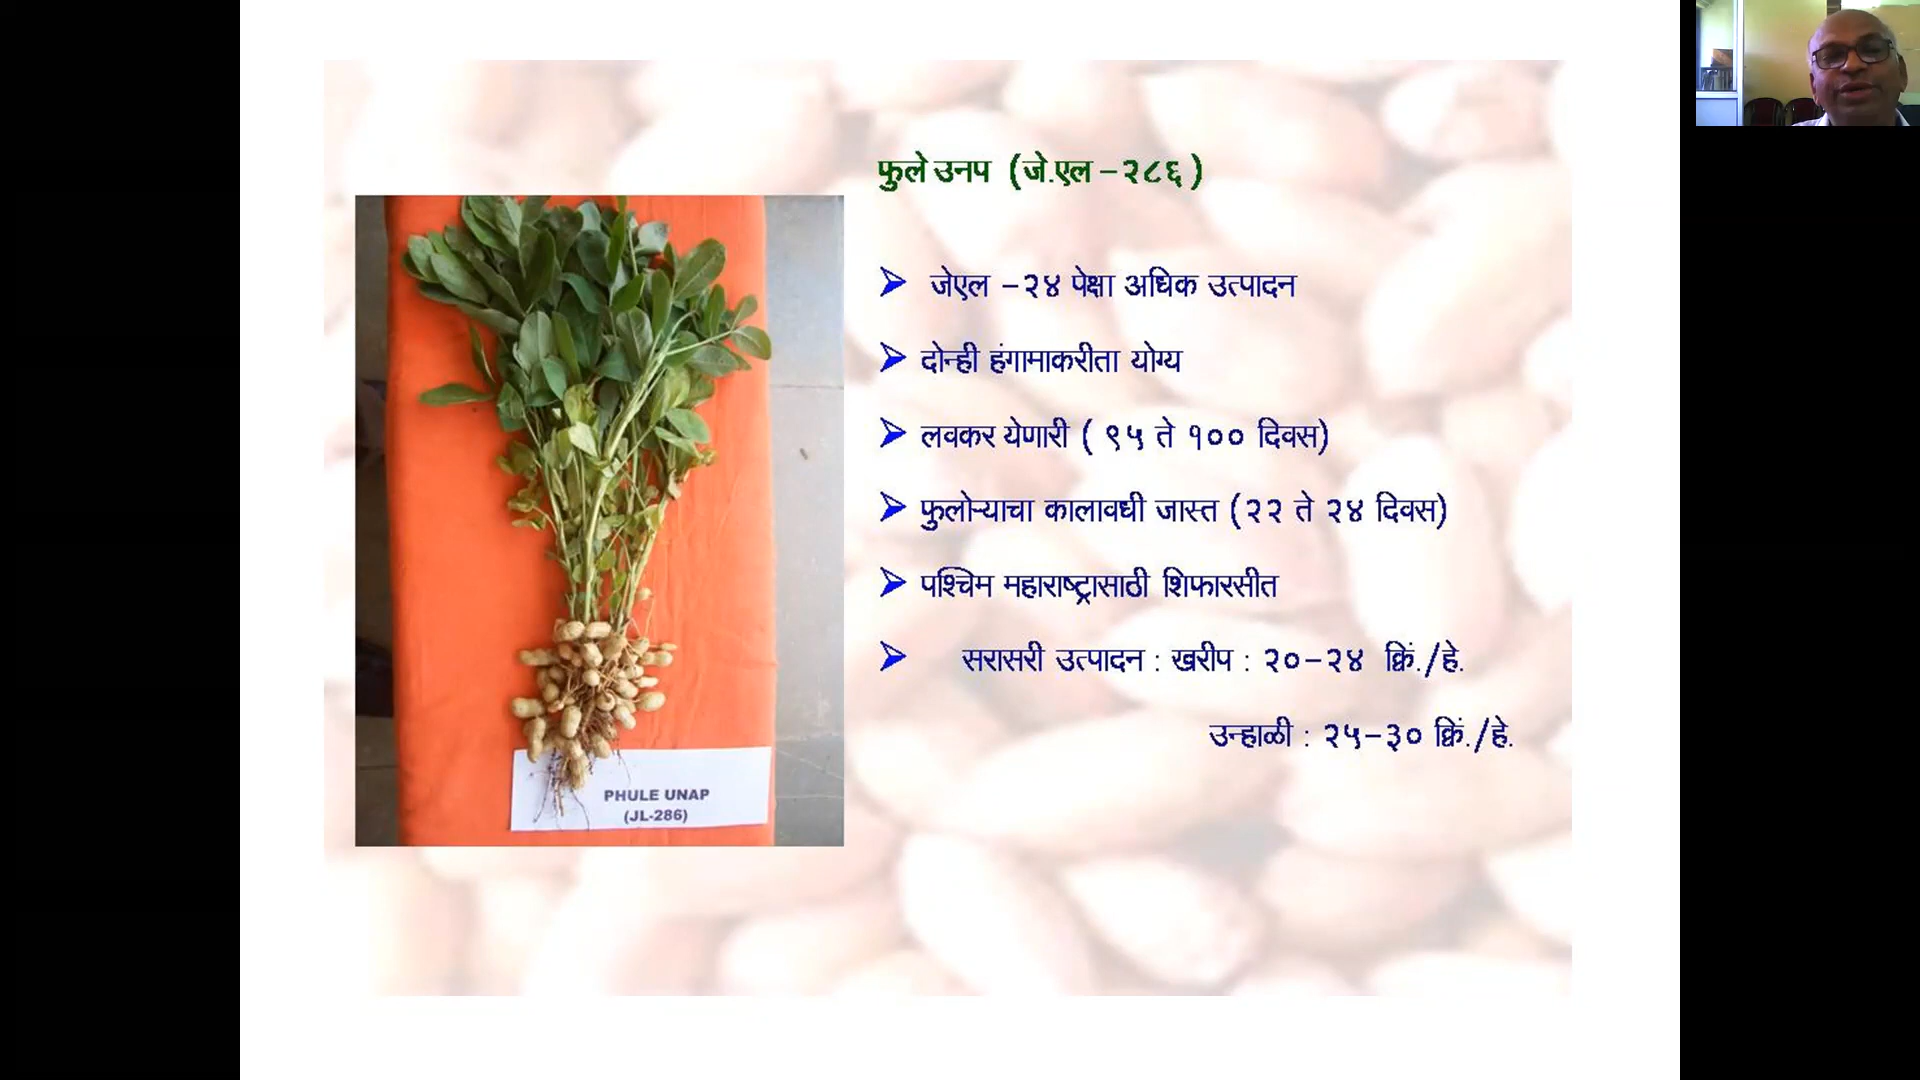 फुले उनप (जे.एल –२८६ )
जेएल –२४ पेक्षा अधिक उत्पादन
दोन्ही हंगामाकरीता योग्य
लवकर येणारी ( ९५ ते १०० दिवस)
फुलोऱ्याचा कालावधी जास्त (२२ ते २४ दिवस)
पश्चिम महाराष्ट्रासाठी शिफारसीत
सरासरी उत्पादन : खरीप : २०–२४ क्विं./हे.
उन्हाळी : २५–३० क्विं./हे.
PHULE UNAP
(JL-286)